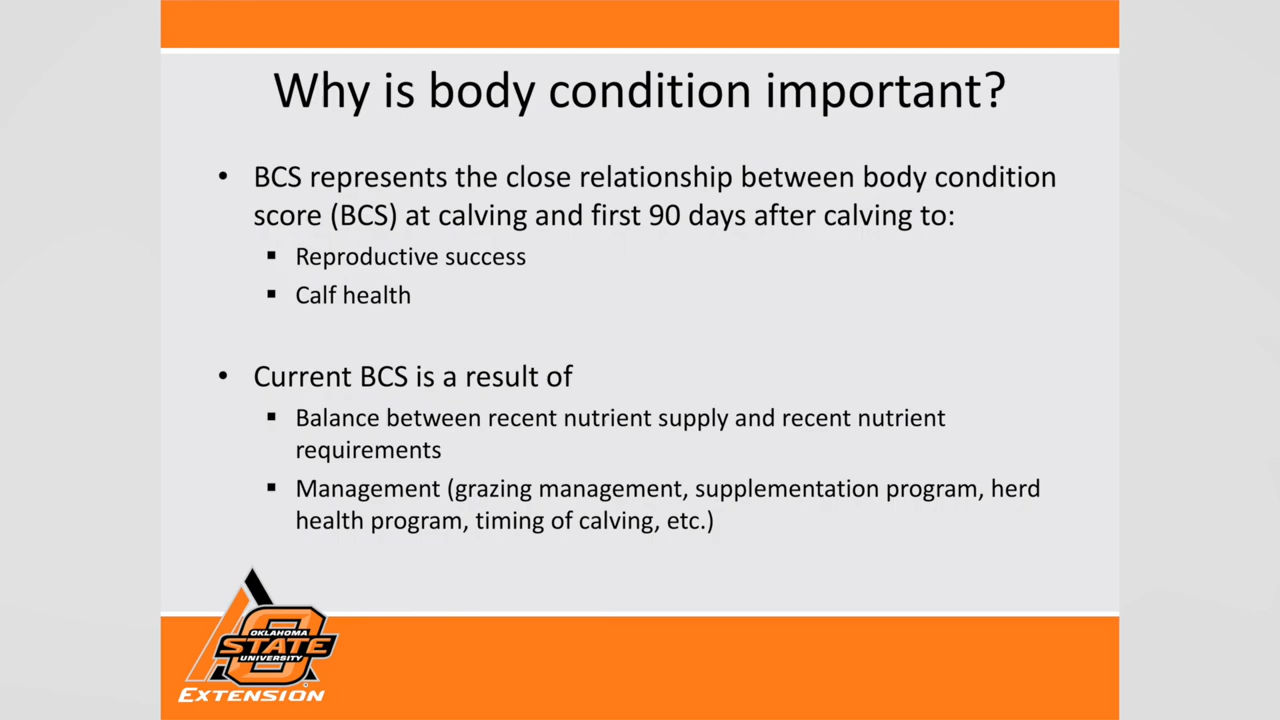 Why is body condition important?
• BCS represents the close relationship between body condition
score (BCS) at calving and first 90 days after calving to:
▪ Reproductive success
▪ Calf health
• Current BCS is a result of
▪ Balance between recent nutrient supply and recent nutrient
requirements
▪ Management (grazing management, supplementation program, herd
health program, timing of calving, etc.)
OKLAHOMA
STATE
UNIVERSITY
EXTENSION